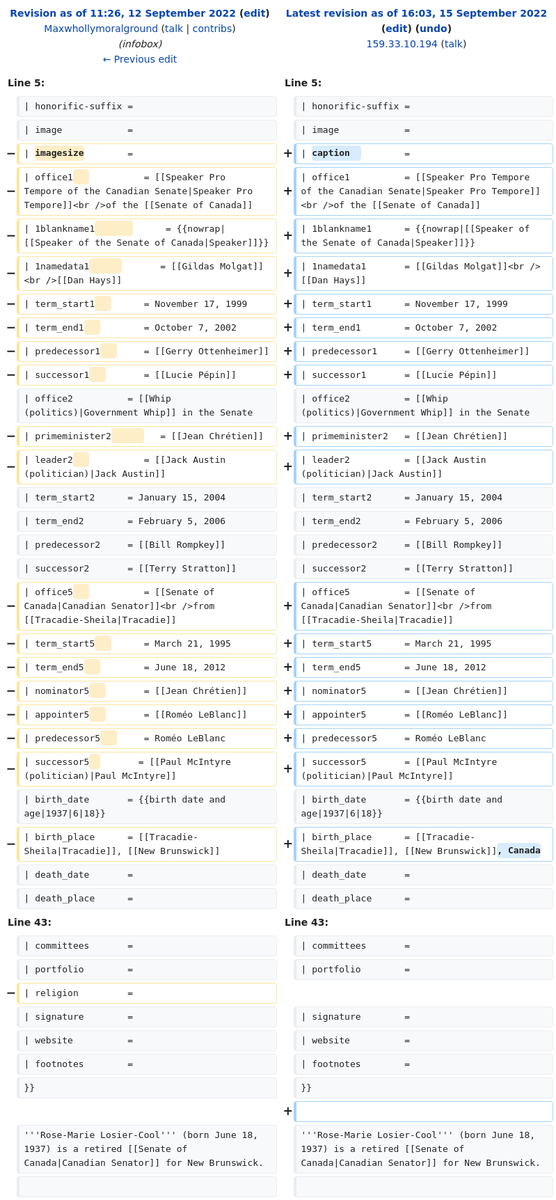 Revision as of 11:26, 12 September 2022 (edit)
Maxwhollymoralground (talk | contribs)
(infobox)
← Previous edit
Latest revision as of 16:03, 15 September 2022
(edit) (undo)
159.33.10.194 (talk)
Line 5:
Line 5:
| honorific-suffix =
| honorific-suffix =
| image =
| image =
− | imagesize =
+ | caption =
− | office1 = [[Speaker Pro
Tempore of the Canadian Senate|Speaker Pro
Tempore]]<br />of the [[Senate of Canada]]
+ | office1 = [[Speaker Pro Tempore
of the Canadian Senate|Speaker Pro Tempore]]
<br />of the [[Senate of Canada]]
− | 1blankname1 = {{nowrap|
[[Speaker of the Senate of Canada|Speaker]]}}
+ | 1blankname1 = {{nowrap|[[Speaker of
the Senate of Canada|Speaker]]}}
− | 1namedata1 = [[Gildas Molgat]]
<br />[[Dan Hays]]
+ | 1namedata1 = [[Gildas Molgat]]<br />
[[Dan Hays]]
− | term_start1 = November 17, 1999
+ | term_start1 = November 17, 1999
− | term_end1 = October 7, 2002
+ | term_end1 = October 7, 2002
− | predecessor1 = [[Gerry Ottenheimer]]
+ | predecessor1 = [[Gerry Ottenheimer]]
− | successor1 = [[Lucie Pépin]]
+ | successor1 = [[Lucie Pépin]]
| office2 = [[Whip
(politics)|Government Whip]] in the Senate
| office2 = [[Whip
(politics)|Government Whip]] in the Senate
− | primeminister2 = [[Jean Chrétien]]
+ | primeminister2 = [[Jean Chrétien]]
− | leader2 = [[Jack Austin
(politician)|Jack Austin]]
+ | leader2 = [[Jack Austin
(politician)|Jack Austin]]
| term_start2 = January 15, 2004
| term_start2 = January 15, 2004
| term_end2 = February 5, 2006
| term_end2 = February 5, 2006
| predecessor2 = [[Bill Rompkey]]
| predecessor2 = [[Bill Rompkey]]
| successor2 = [[Terry Stratton]]
| successor2 = [[Terry Stratton]]
− | office5 = [[Senate of
Canada|Canadian Senator]]<br />from
[[Tracadie-Sheila|Tracadie]]
+ | office5 = [[Senate of
Canada|Canadian Senator]]<br />from
[[Tracadie-Sheila|Tracadie]]
− | term_start5 = March 21, 1995
+ | term_start5 = March 21, 1995
− | term_end5 = June 18, 2012
+ | term_end5 = June 18, 2012
− | nominator5 = [[Jean Chrétien]]
+ | nominator5 = [[Jean Chrétien]]
− | appointer5 = [[Roméo LeBlanc]]
+ | appointer5 = [[Roméo LeBlanc]]
− | predecessor5 = Roméo LeBlanc
+ | predecessor5 = Roméo LeBlanc
− | successor5 = [[Paul McIntyre
(politician)|Paul McIntyre]]
+ | successor5 = [[Paul McIntyre
(politician)|Paul McIntyre]]
| birth_date = {{birth date and
age|1937|6|18}}
| birth_date = {{birth date and
age|1937|6|18}}
− | birth_place = [[Tracadie-
Sheila|Tracadie]], [[New Brunswick]]
+ | birth_place = [[Tracadie-
Sheila|Tracadie]], [[New Brunswick]], Canada
| death_date =
| death_date =
| death_place =
| death_place =
Line 43:
Line 43:
| committees =
| committees =
| portfolio =
| portfolio =
− | religion =
| signature =
| signature =
| website =
| website =
| footnotes =
| footnotes =
}}
}}
+
'''Rose-Marie Losier-Cool''' (born June 18,
1937) is a retired [[Senate of
Canada|Canadian Senator]] for New Brunswick.
'''Rose-Marie Losier-Cool''' (born June 18,
1937) is a retired [[Senate of
Canada|Canadian Senator]] for New Brunswick.